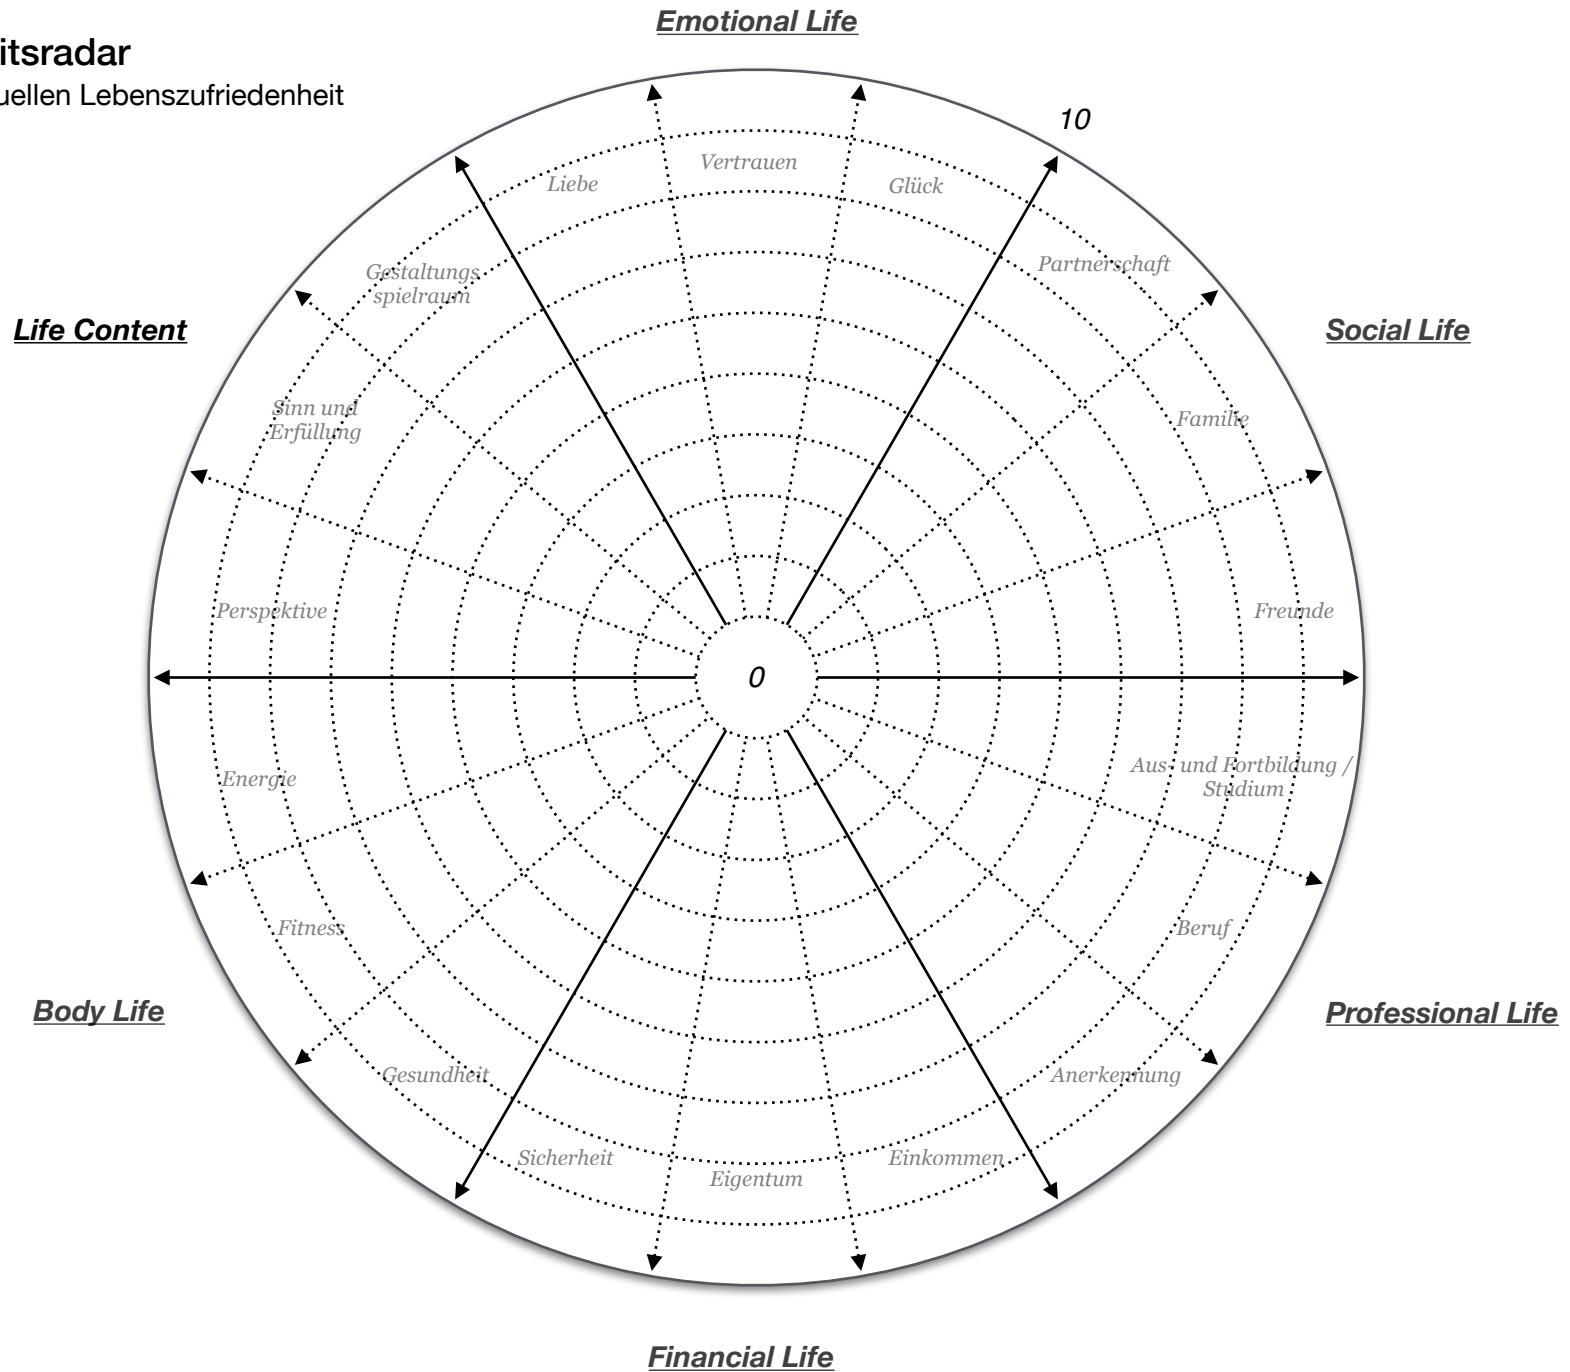 Emotional Life
itsradar
uellen Lebenszufriedenheit
10
Vertrauen
Liebe
Glück
Partnerschaft
Gestaltungs
spielraum
Life Content
Social Life
Sinn und
Erfüllung
Familie
Perspektive
Freunde
0
Energie
Aus- und Fortbildung /
Studium
Fitness
Beruf
Body Life
Professional Life
Gesundheit
Anerkennung
Sicherheit
Einkommen
Eigentum
Financial Life